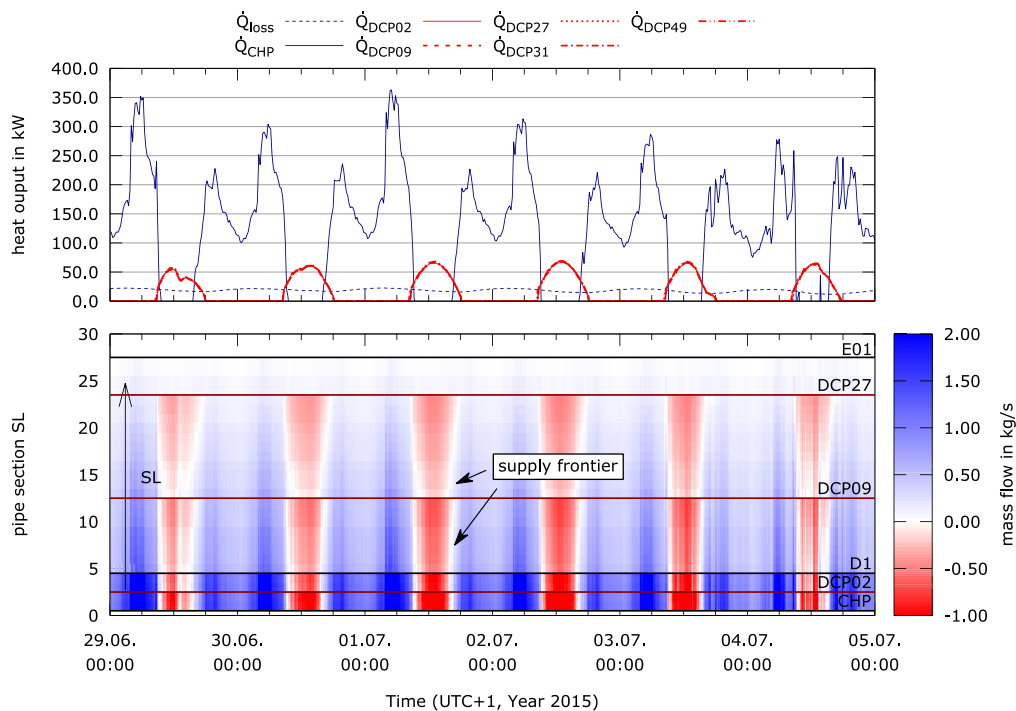 Q̇loss Q̇DCP02 Q̇DCP27 Q̇DCP49
Q̇CHP Q̇DCP09 Q̇DCP31
heat ouput in kW
400.0
350.0
300.0
250.0
200.0
150.0
100.0
50.0
0.0
pipe section SL
30
25
20
15
10
5
0
E01
DCP27
SL
supply frontier
DCP09
D1
DCP02
CHP
2.00
1.50
1.00
0.50
0.00
-0.50
-1.00
mass flow in kg/s
29.06. 30.06. 01.07. 02.07. 03.07. 04.07. 05.07.
00:00 00:00 00:00 00:00 00:00 00:00 00:00
Time (UTC+1, Year 2015)